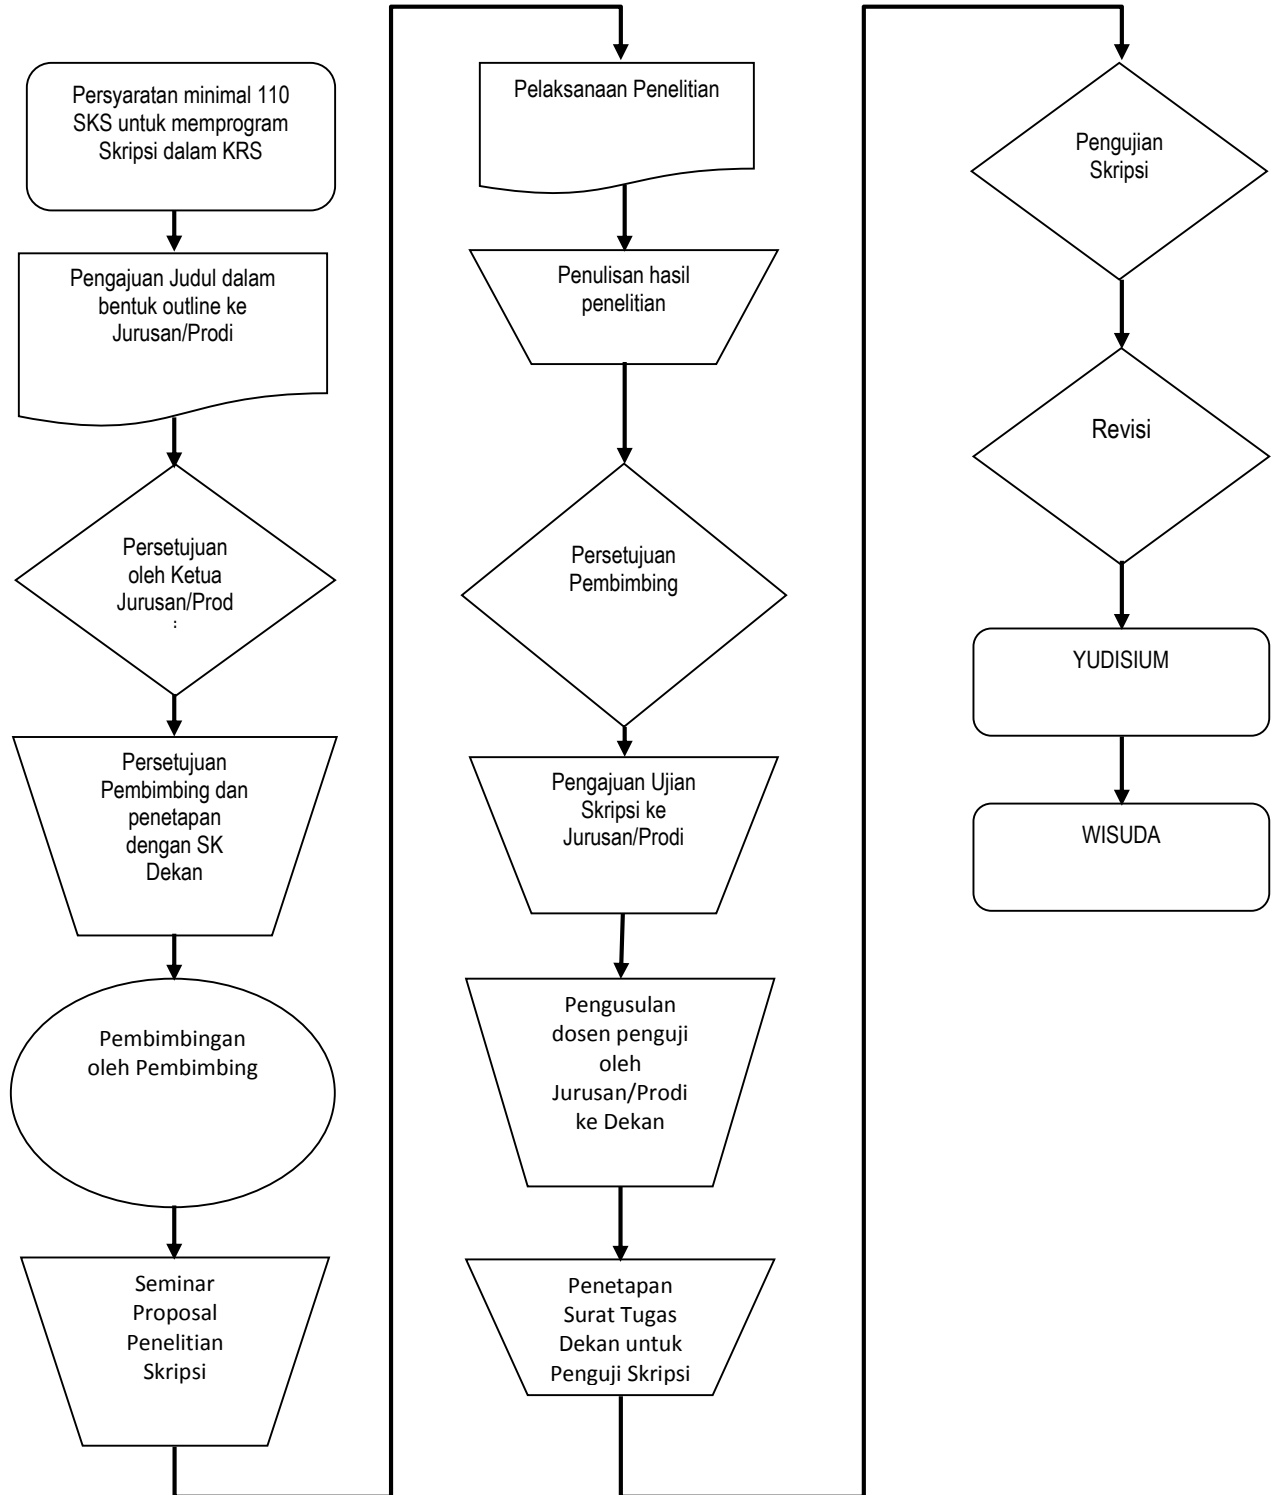 Persyaratan minimal 110
SKS untuk memprogram
Skripsi dalam KRS
Pengajuan Judul dalam
bentuk outline ke
Jurusan/Prodi
Persetujuan
oleh Ketua
Jurusan/Prod
Persetujuan
Pembimbing dan
penetapan
dengan SK
Dekan
Pembimbingan
oleh Pembimbing
Seminar
Proposal
Penelitian
Skripsi
Pelaksanaan Penelitian
Penulisan hasil
penelitian
Persetujuan
Pembimbing
Pengajuan Ujian
Skripsi ke
Jurusan/Prodi
Pengusulan
dosen penguji
oleh
Jurusan/Prodi
ke Dekan
Penetapan
Surat Tugas
Dekan untuk
Penguji Skripsi
Pengujian
Skripsi
Revisi
YUDISIUM
WISUDA